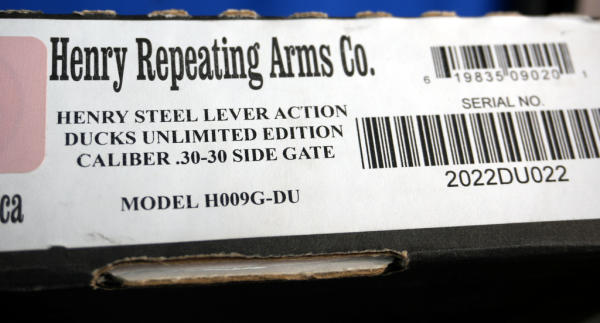 Henry Repeating Arms Co.
HENRY STEEL LEVER ACTION
DUCKS UNLIMITED EDITION
CALIBER .30-30 SIDE GATE
MODEL H009G-DU
6 19835 09020 1
SERIAL NO.
2022DU022
ca